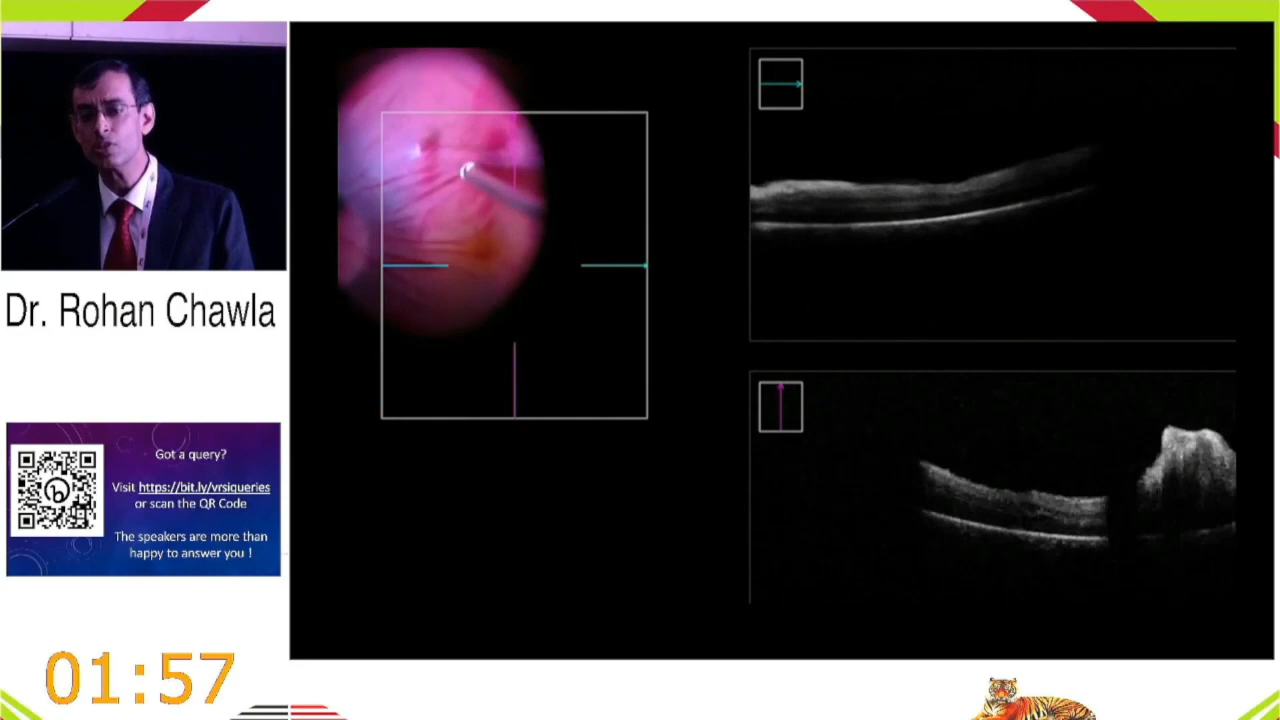 Dr. Rohan Chawla
Got a query?
Visit https://bit.ly/vrsiqueries
or scan the QR Code
The speakers are more than
happy to answer you !
01:57